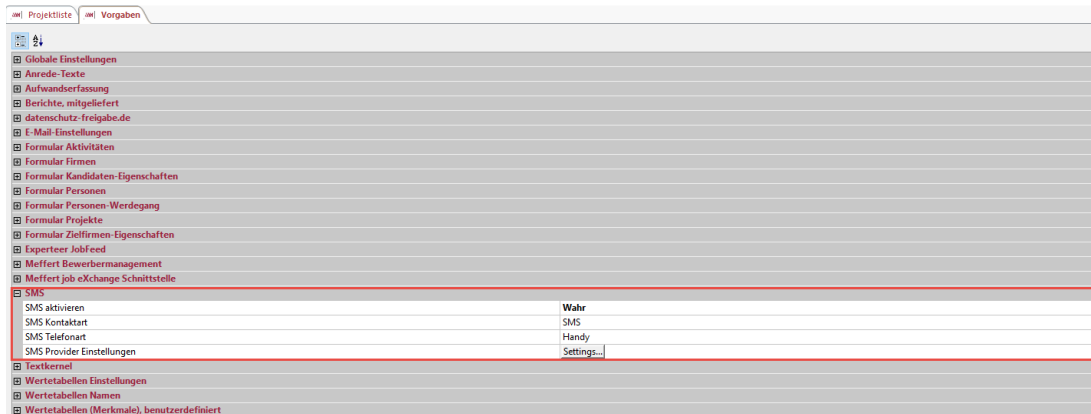 Projektliste Vorgaben
Globale Einstellungen
Anrede-Texte
Aufwandserfassung
Berichte, mitgeliefert
datenschutz-freigabe.de
E-Mail-Einstellungen
Formular Aktivitäten
Formular Firmen
Formular Kandidaten-Eigenschaften
Formular Personen
Formular Personen-Werdegang
Formular Projekte
Formular Zielfirmen-Eigenschaften
Experteer JobFeed
Meffert Bewerbermanagement
Meffert job eXchange Schnittstelle
SMS
SMS aktivieren Wahr
SMS Kontaktart SMS
SMS Telefonart Handy
SMS Provider Einstellungen Settings...
Textkernel
Wertetabellen Einstellungen
Wertetabellen Namen
Wertetabellen (Merkmale), benutzerdefiniert